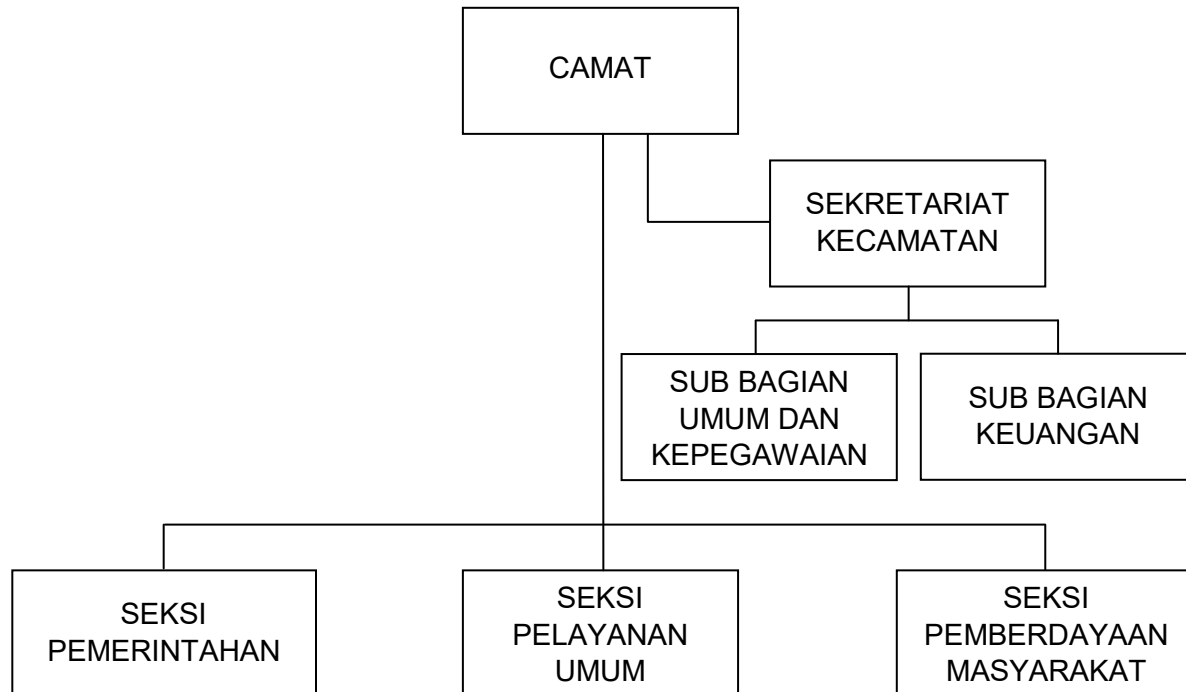 CAMAT
SEKRETARIAT
KECAMATAN
SUB BAGIAN
UMUM DAN
KEPEGAWAIAN
SUB BAGIAN
KEUANGAN
SEKSI
PEMERINTAHAN
SEKSI
PELAYANAN
UMUM
SEKSI
PEMBERDAYAAN
MASYARAKAT